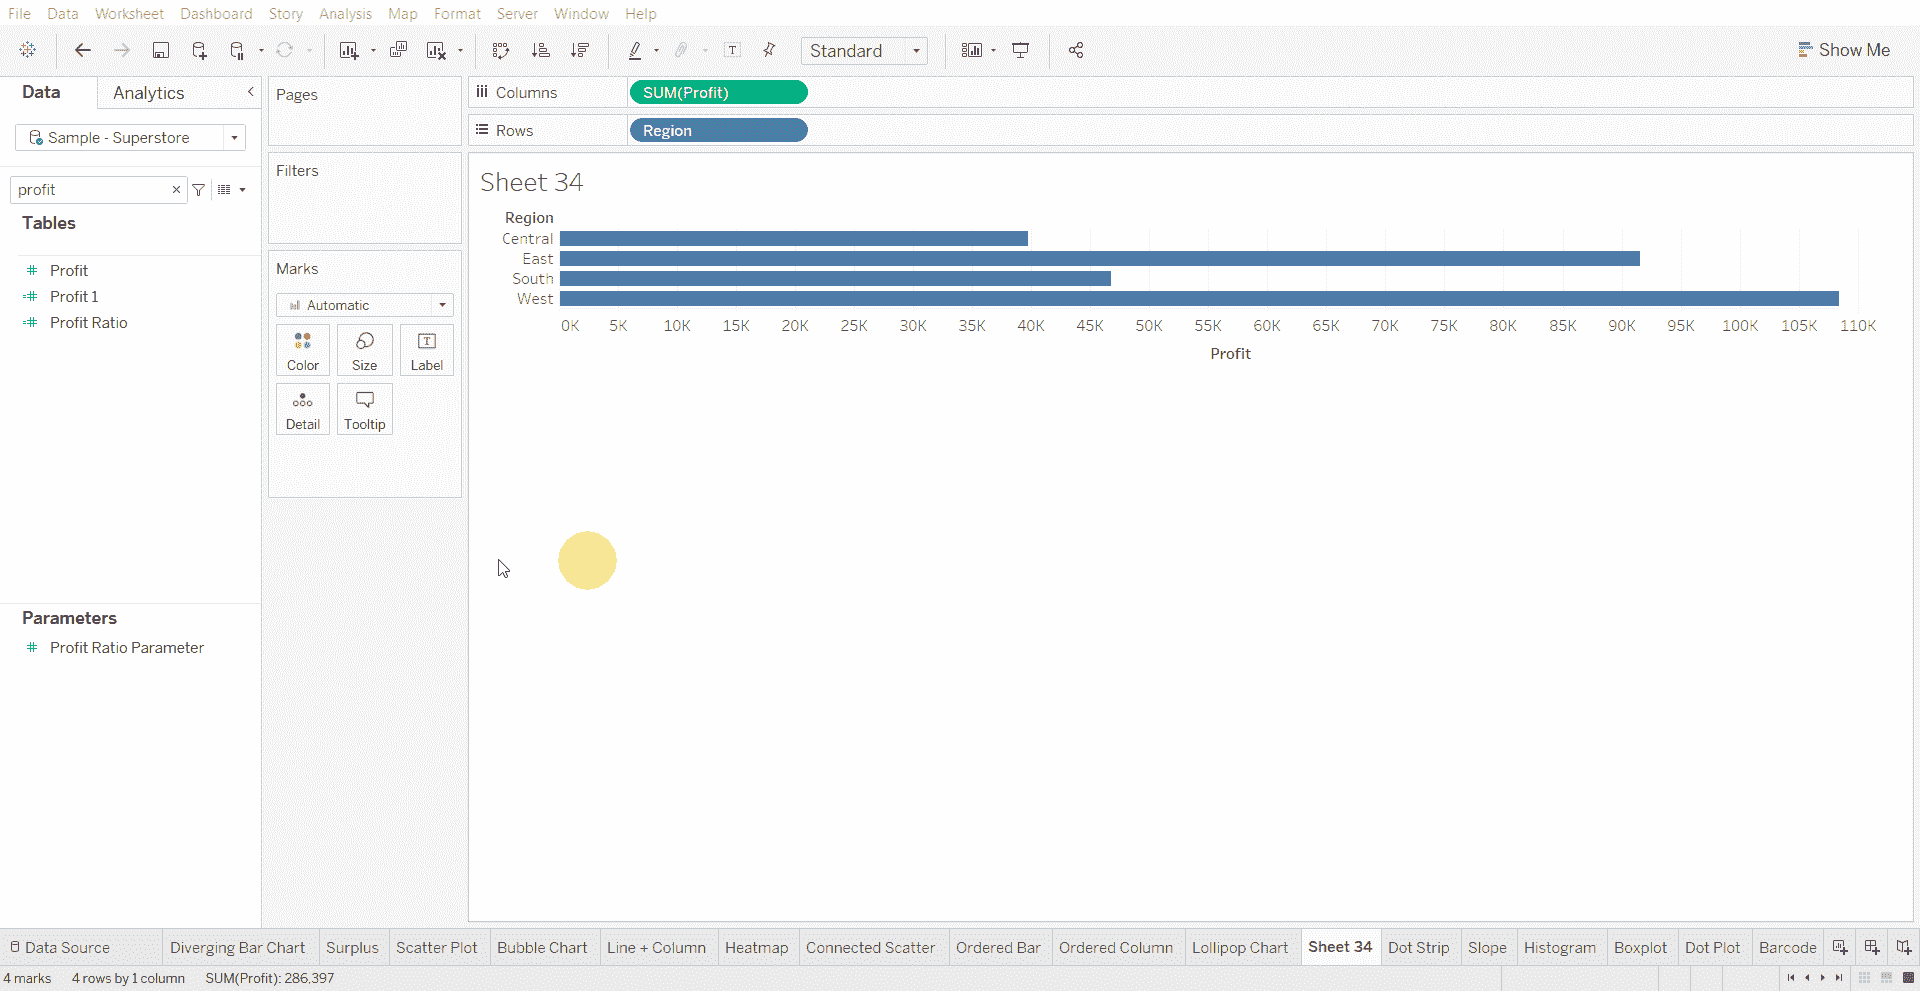 File Data Worksheet Dashboard Story Analysis Map Format Server Window Help
Standard
Show Me
Data Analytics
Sample - Superstore
profit
Tables
Profit
Profit 1
Profit Ratio
Parameters
Profit Ratio Parameter
Pages
Filters
Marks
Automatic
Color Size Label
Detail Tooltip
Columns SUM(Profit)
Rows Region
Sheet 34
Region
Central
East
South
West
0K 5K 10K 15K 20K 25K 30K 35K 40K 45K 50K 55K 60K 65K 70K 75K 80K 85K 90K 95K 100K 105K 110K
Profit
Data Source Diverging Bar Chart Surplus Scatter Plot Bubble Chart Line + Column Heatmap Connected Scatter Ordered Bar Ordered Column Lollipop Chart Sheet 34 Dot Strip Slope Histogram Boxplot Dot Plot Barcode
4 marks 4 rows by 1 column SUM(Profit): 286,397